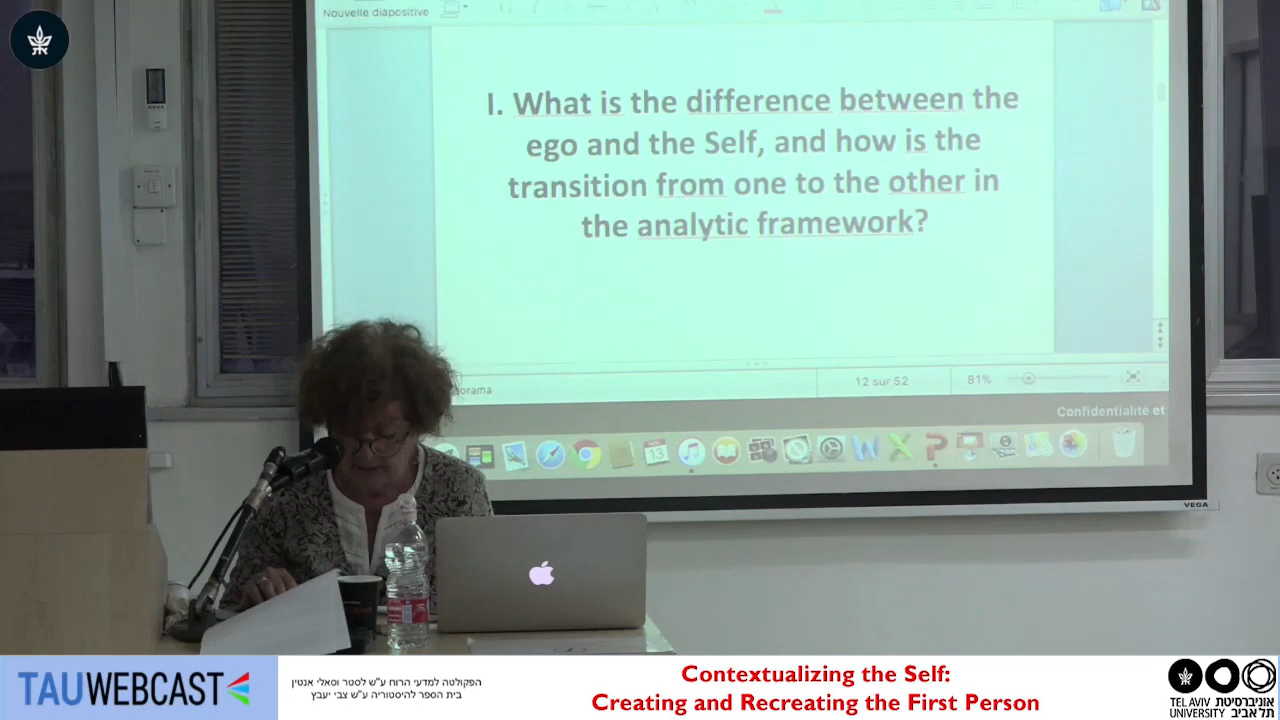 Nouvelle diapositive
I. What is the difference between the
ego and the Self, and how is the
transition from one to the other in
the analytic framework?
orama
12 sur 52
81%
Confidentialité et
13
VEGA
TAUWEBCAST
הפקולטה למדעי הרוח ע"ש לסטר וסאלי אנטין
בית הספר להיסטוריה ע"ש צבי יעבץ
Contextualizing the Self:
Creating and Recreating the First Person
TEL AVIV אוניברסיטת
UNIVERSITY תל אביב